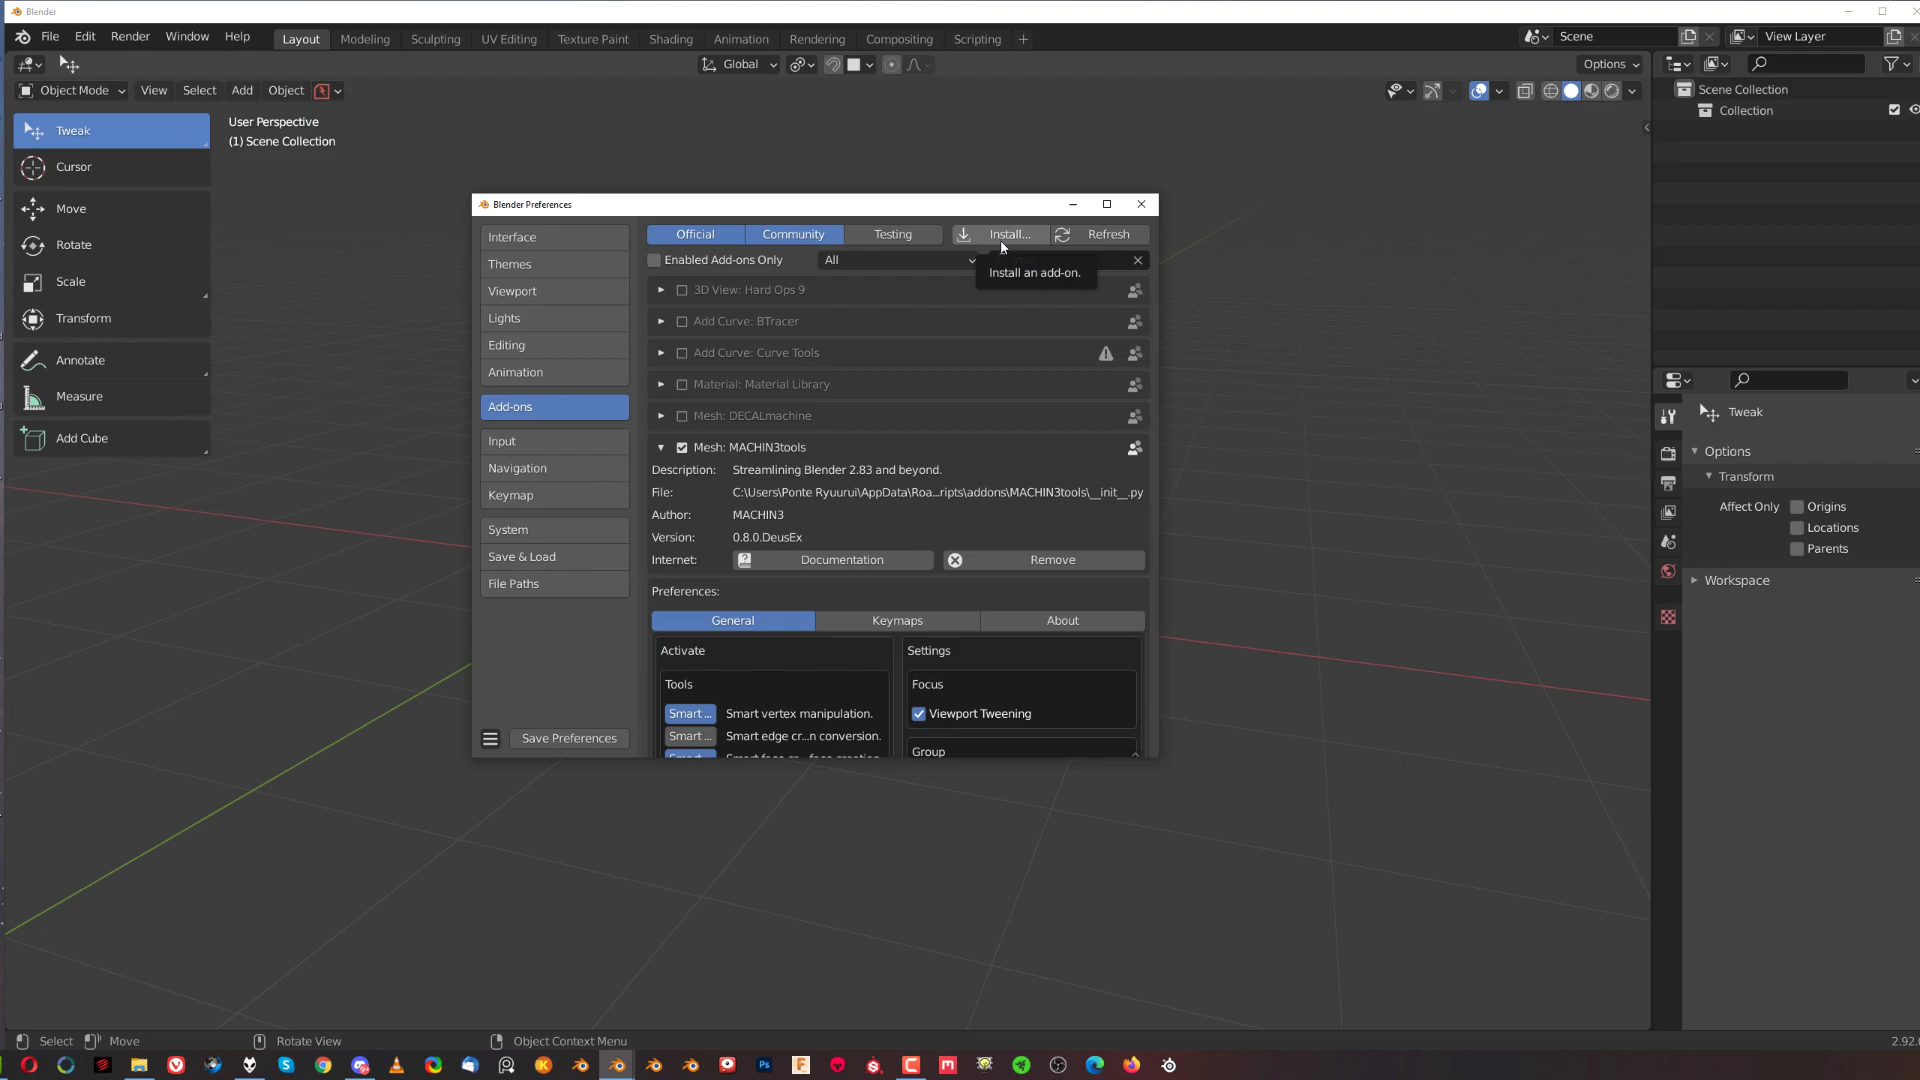 Blender
File Edit Render Window Help Layout Modeling Sculpting UV Editing Texture Paint Shading Animation Rendering Compositing Scripting + Scene View Layer
Global Options
Object Mode View Select Add Object
Scene Collection
Collection
User Perspective
(1) Scene Collection
Tweak
Cursor
Move
Rotate
Scale
Transform
Annotate
Measure
Add Cube
Blender Preferences
Interface
Themes
Viewport
Lights
Editing
Animation
Add-ons
Input
Navigation
Keymap
System
Save & Load
File Paths
Save Preferences
Official Community Testing Install... Refresh
Enabled Add-ons Only All
Install an add-on.
3D View: Hard Ops 9
Add Curve: BTracer
Add Curve: Curve Tools
Material: Material Library
Mesh: DECALmachine
Mesh: MACHIN3tools
Description: Streamlining Blender 2.83 and beyond.
File: C:\Users\Ponte Ryuurui\AppData\Roa...ripts\addons\MACHIN3tools\__init__.py
Author: MACHIN3
Version: 0.8.0.DeusEx
Internet: Documentation Remove
Preferences:
General Keymaps About
Activate
Tools
Smart ... Smart vertex manipulation.
Smart ... Smart edge cr...n conversion.
Settings
Focus
Viewport Tweening
Group
Tweak
Options
Transform
Affect Only Origins
Locations
Parents
Workspace
Select Move Rotate View Object Context Menu 2.92.0